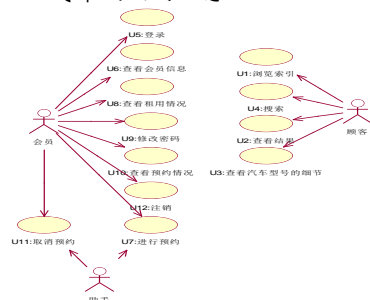 U5:登录
U6:查看会员信息
U1:浏览索引
U8:查看租用情况
U4:搜索
会员
U9:修改密码
U2:查看结果
顾客
U10:查看预约情况
U3:查看汽车型号的细节
U12:注销
U11:取消预约
U7:进行预约